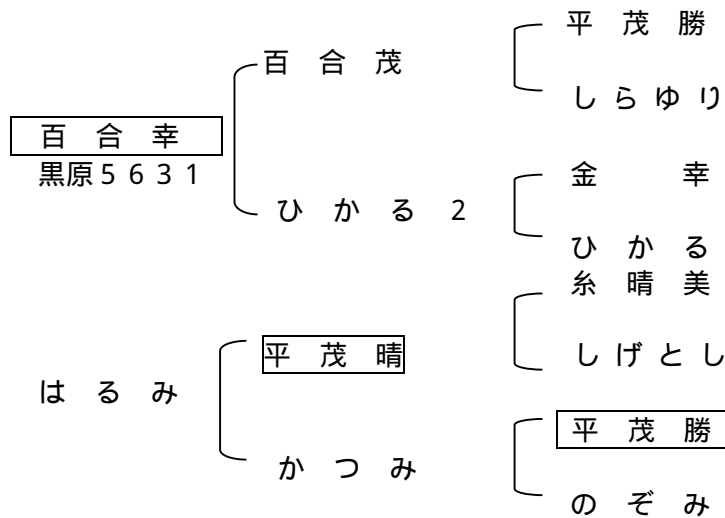 平 茂 勝
百 合 茂
し ら ゆ り
百 合 幸
黒原5631
金 幸
ひ か る 2
ひ か る
糸 晴 美
平 茂 晴
し げ と し
は る み
平 茂 勝
か つ み
の ぞ み